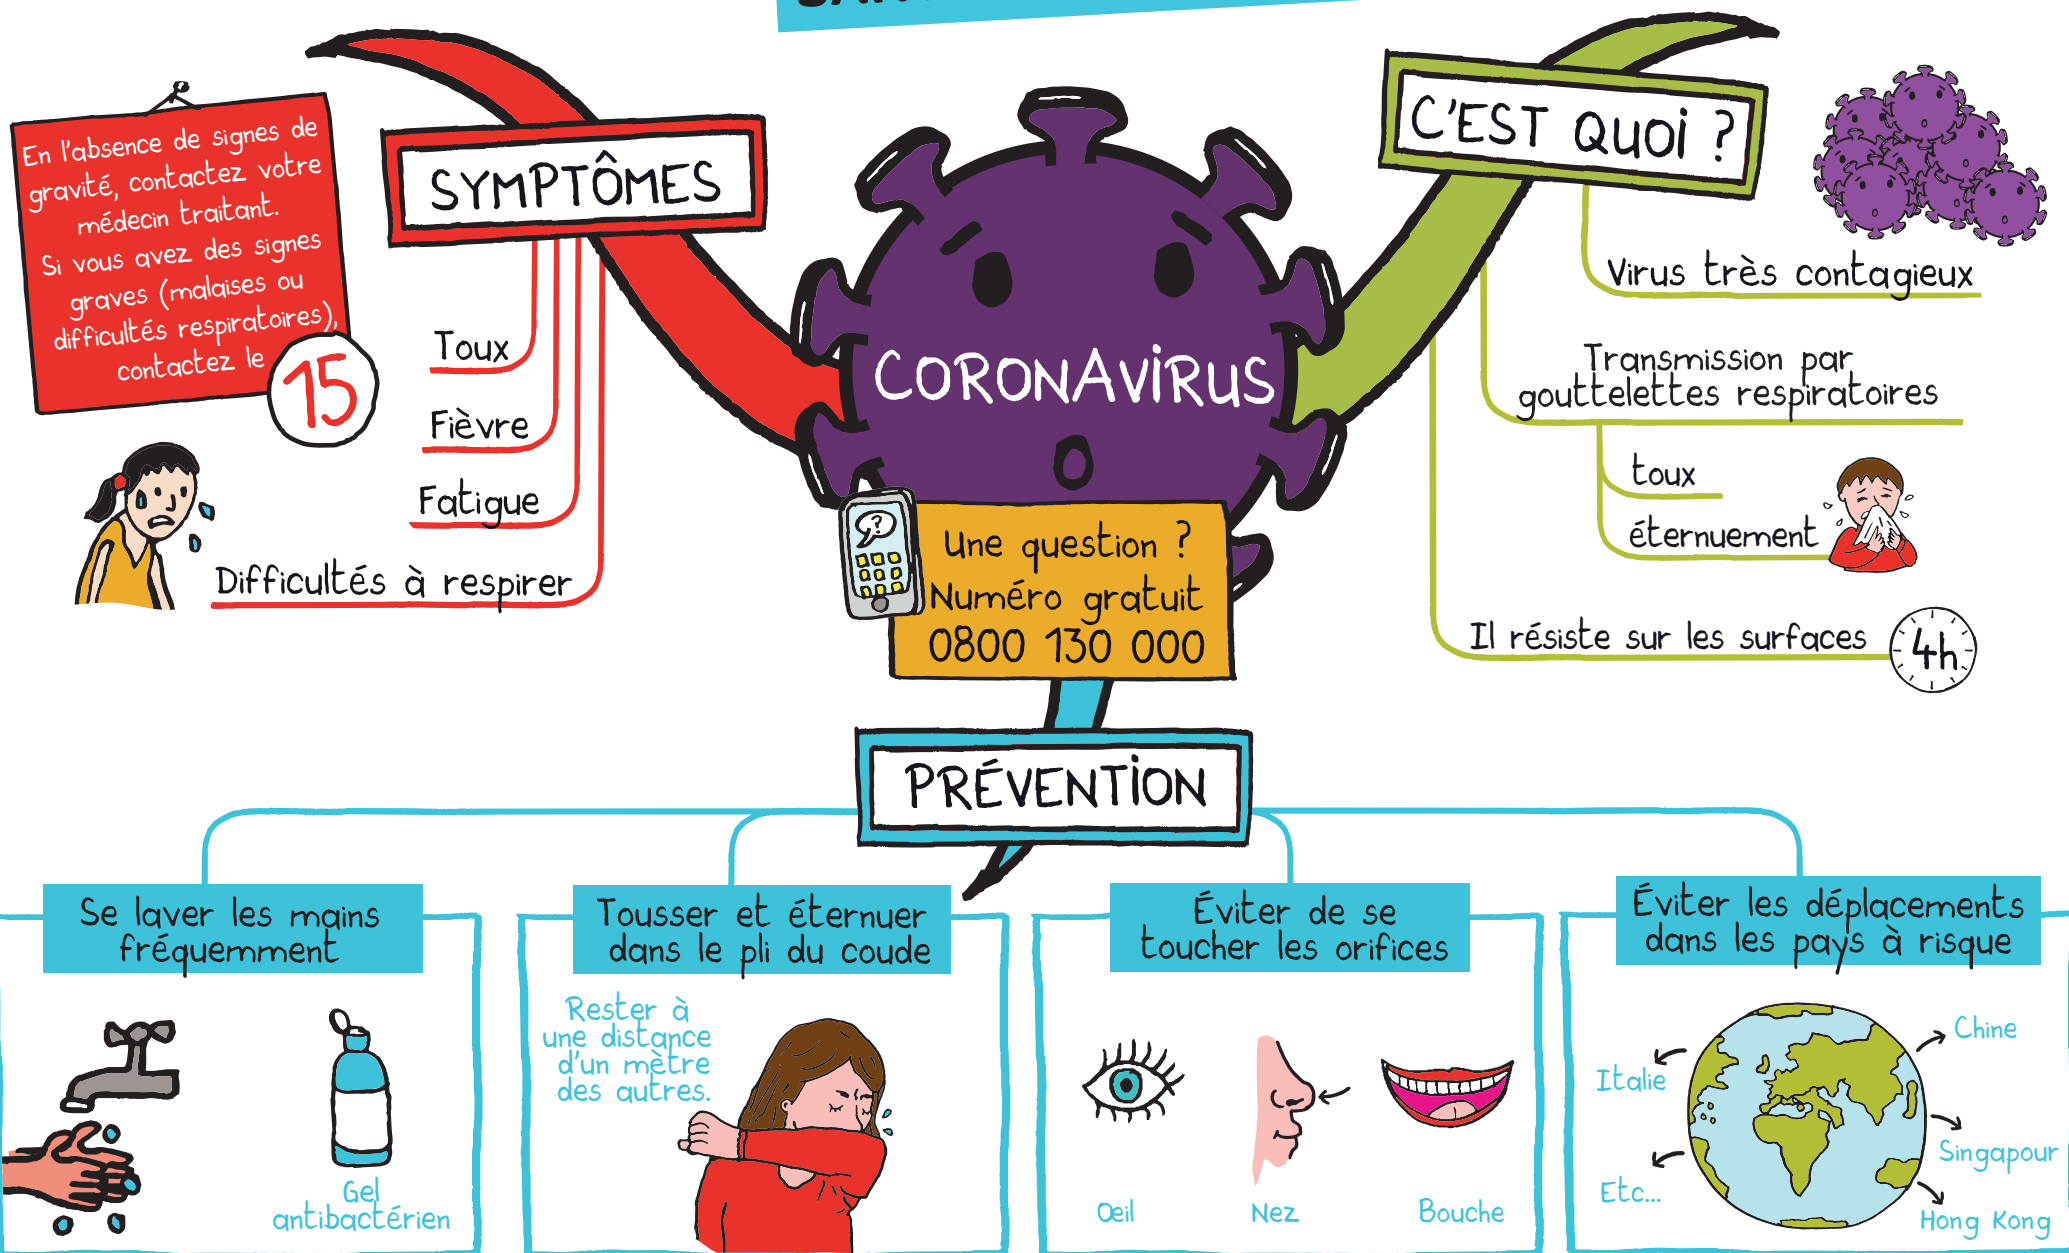 En l'absence de signes de
gravité, contactez votre
médecin traitant.
Si vous avez des signes
graves (malaises ou
difficultés respiratoires),
contactez le
15
SYMPTÔMES
Toux
Fièvre
Fatigue
Difficultés à respirer
CORONAVIRUS
?
Une question ?
Numéro gratuit
0800 130 000
C'EST QUOI ?
Virus très contagieux
Transmission par
gouttelettes respiratoires
toux
éternuement
Il résiste sur les surfaces
4h
PRÉVENTION
Se laver les mains
fréquemment
Gel
antibactérien
Tousser et éternuer
dans le pli du coude
Rester à
une distance
d'un mètre
des autres.
Éviter de se
toucher les orifices
Oeil
Nez
Bouche
Éviter les déplacements
dans les pays à risque
Chine
Italie
Singapour
Etc...
Hong Kong